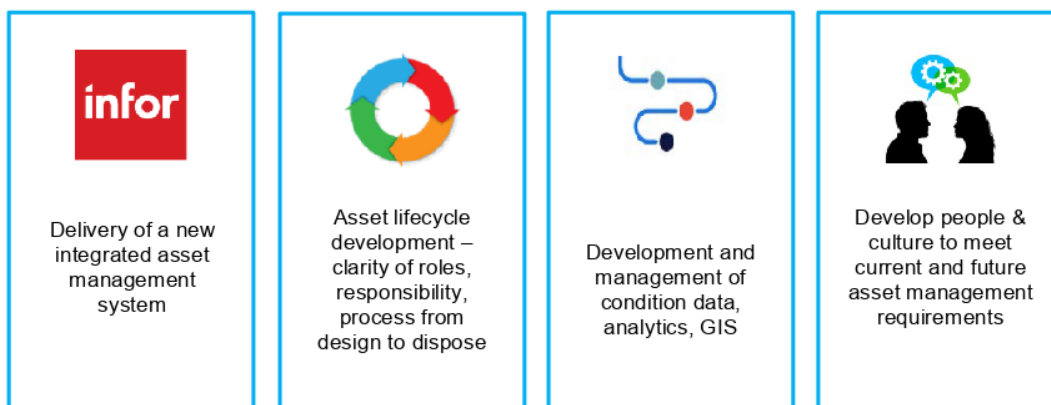 infor
Delivery of a new
integrated asset
management
system
Asset lifecycle
development –
clarity of roles,
responsibility,
process from
design to dispose
Development and
management of
condition data,
analytics, GIS
Develop people &
culture to meet
current and future
asset management
requirements